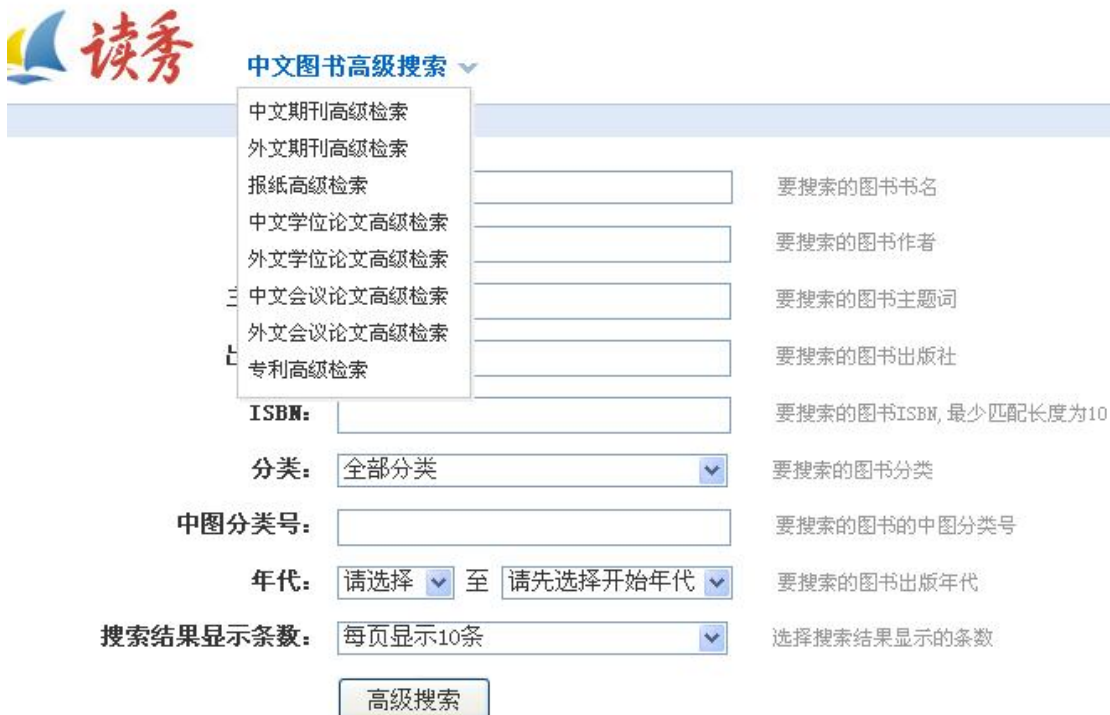 读秀
中文图书高级搜索
中文期刊高级检索
外文期刊高级检索
报纸高级检索
中文学位论文高级检索
外文学位论文高级检索
中文会议论文高级检索
外文会议论文高级检索
专利高级检索
要搜索的图书书名
要搜索的图书作者
要搜索的图书主题词
要搜索的图书出版社
ISBN: 要搜索的图书ISBN,最少匹配长度为10
分类: 全部分类 要搜索的图书分类
中图分类号: 要搜索的图书的中图分类号
年代: 请选择 至 请先选择开始年代 要搜索的图书出版年代
搜索结果显示条数: 每页显示10条 选择搜索结果显示的条数
高级搜索